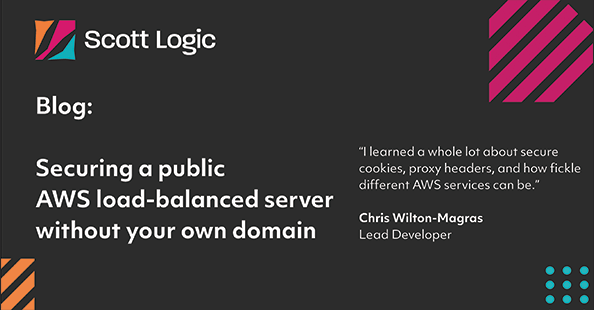 Scott Logic
Blog:
Securing a public
AWS load-balanced server
without your own domain
“I learned a whole lot about secure
cookies, proxy headers, and how fickle
different AWS services can be.”
Chris Wilton-Magras
Lead Developer